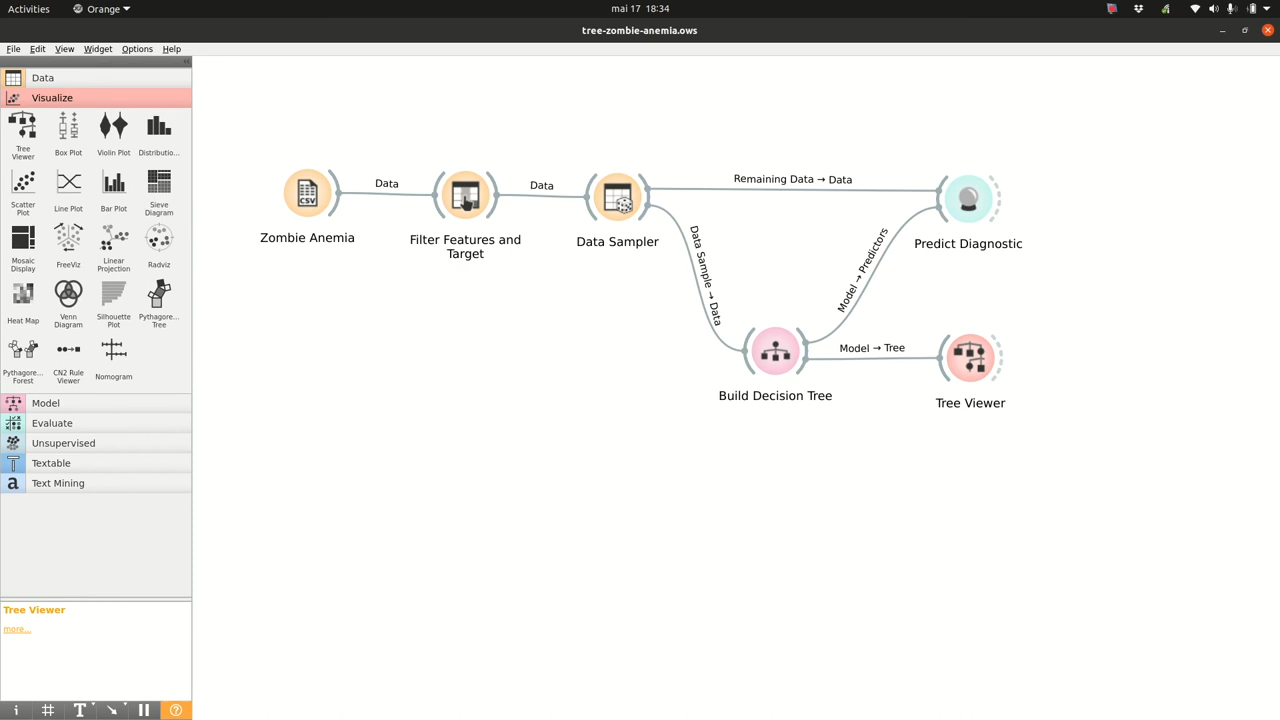 Activities
Orange
mai 17 18:34
tree-zombie-anemia.ows
File Edit View Widget Options Help
Data
Visualize
Tree
Viewer
Box Plot
Violin Plot
Distributio...
Scatter
Plot
Line Plot
Bar Plot
Sieve
Diagram
Mosaic
Display
FreeViz
Linear
Projection
Radviz
Heat Map
Venn
Diagram
Silhouette
Plot
Pythagore...
Tree
Pythagore...
Forest
CN2 Rule
Viewer
Nomogram
Model
Evaluate
Unsupervised
Textable
Text Mining
Tree Viewer
more...
Zombie Anemia
Data
Filter Features and
Target
Data
Data Sampler
CSV
Remaining Data → Data
Data Sample → Data
Model → Predictors
Predict Diagnostic
Build Decision Tree
Model → Tree
Tree Viewer